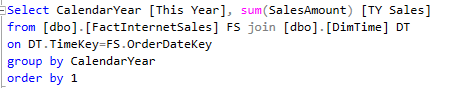 Select CalendarYear [This Year], sum(SalesAmount) [TY Sales]
from [dbo].[FactInternetSales] FS join [dbo].[DimTime] DT
on DT.TimeKey=FS.OrderDateKey
group by CalendarYear
order by 1